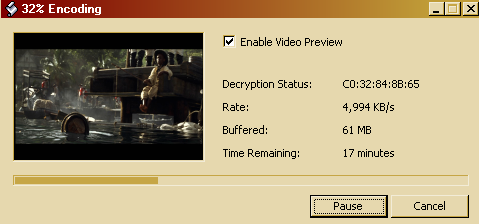 32% Encoding
Enable Video Preview
Decryption Status: C0:32:84:8B:65
Rate: 4,994 KB/s
Buffered: 61 MB
Time Remaining: 17 minutes
Pause Cancel